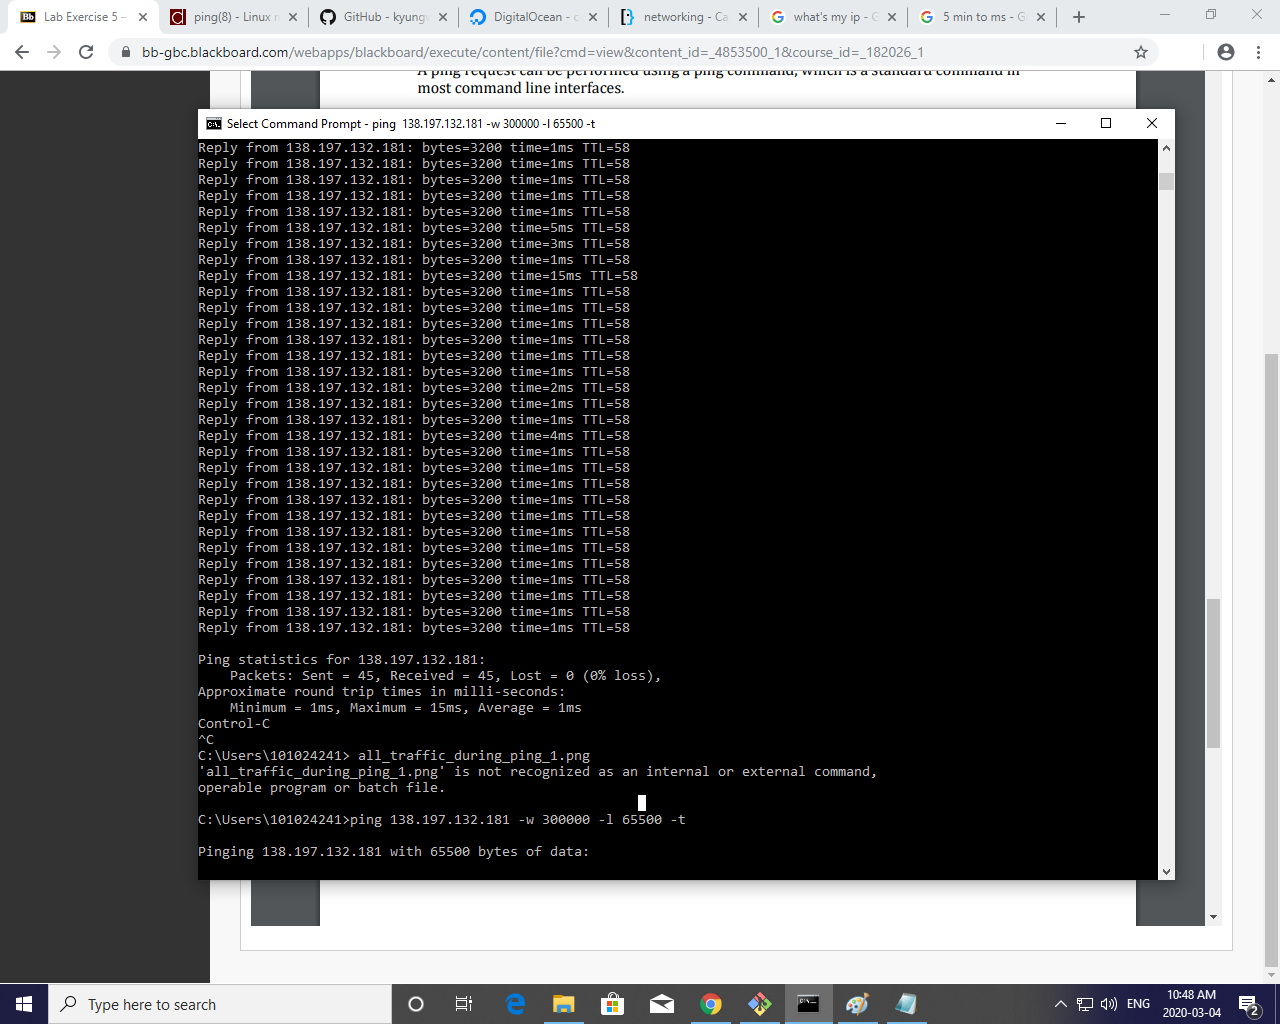 Lab Exercise 5 –
ping(8) - Linux m
GitHub - kyungw
DigitalOcean - c
networking - Ca
what's my ip - G
5 min to ms - Go
bb-gbc.blackboard.com/webapps/blackboard/execute/content/file?cmd=view&content_id=_4853500_1&course_id=_182026_1
A ping request can be performed using a ping command, which is a standard command in
most command line interfaces.
Select Command Prompt - ping  138.197.132.181 -w 300000 -l 65500 -t
Reply from 138.197.132.181: bytes=3200 time=1ms TTL=58
Reply from 138.197.132.181: bytes=3200 time=1ms TTL=58
Reply from 138.197.132.181: bytes=3200 time=1ms TTL=58
Reply from 138.197.132.181: bytes=3200 time=1ms TTL=58
Reply from 138.197.132.181: bytes=3200 time=1ms TTL=58
Reply from 138.197.132.181: bytes=3200 time=5ms TTL=58
Reply from 138.197.132.181: bytes=3200 time=3ms TTL=58
Reply from 138.197.132.181: bytes=3200 time=1ms TTL=58
Reply from 138.197.132.181: bytes=3200 time=15ms TTL=58
Reply from 138.197.132.181: bytes=3200 time=1ms TTL=58
Reply from 138.197.132.181: bytes=3200 time=1ms TTL=58
Reply from 138.197.132.181: bytes=3200 time=1ms TTL=58
Reply from 138.197.132.181: bytes=3200 time=1ms TTL=58
Reply from 138.197.132.181: bytes=3200 time=1ms TTL=58
Reply from 138.197.132.181: bytes=3200 time=1ms TTL=58
Reply from 138.197.132.181: bytes=3200 time=2ms TTL=58
Reply from 138.197.132.181: bytes=3200 time=1ms TTL=58
Reply from 138.197.132.181: bytes=3200 time=1ms TTL=58
Reply from 138.197.132.181: bytes=3200 time=4ms TTL=58
Reply from 138.197.132.181: bytes=3200 time=1ms TTL=58
Reply from 138.197.132.181: bytes=3200 time=1ms TTL=58
Reply from 138.197.132.181: bytes=3200 time=1ms TTL=58
Reply from 138.197.132.181: bytes=3200 time=1ms TTL=58
Reply from 138.197.132.181: bytes=3200 time=1ms TTL=58
Reply from 138.197.132.181: bytes=3200 time=1ms TTL=58
Reply from 138.197.132.181: bytes=3200 time=1ms TTL=58
Reply from 138.197.132.181: bytes=3200 time=1ms TTL=58
Reply from 138.197.132.181: bytes=3200 time=1ms TTL=58
Reply from 138.197.132.181: bytes=3200 time=1ms TTL=58
Reply from 138.197.132.181: bytes=3200 time=1ms TTL=58
Reply from 138.197.132.181: bytes=3200 time=1ms TTL=58
Ping statistics for 138.197.132.181:
Packets: Sent = 45, Received = 45, Lost = 0 (0% loss),
Approximate round trip times in milli-seconds:
Minimum = 1ms, Maximum = 15ms, Average = 1ms
Control-C
^C
C:\Users\101024241> all_traffic_during_ping_1.png
'all_traffic_during_ping_1.png' is not recognized as an internal or external command,
operable program or batch file.
C:\Users\101024241>ping 138.197.132.181 -w 300000 -l 65500 -t
Pinging 138.197.132.181 with 65500 bytes of data:
Type here to search
ENG
10:48 AM
2020-03-04
2